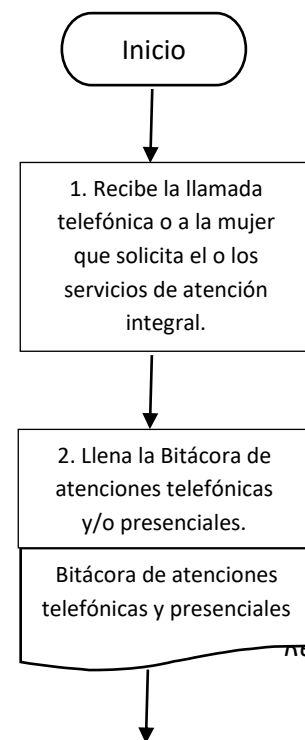 Inicio
1. Recibe la llamada
telefónica o a la mujer
que solicita el o los
servicios de atención
integral.
2. Llena la Bitácora de
atenciones telefónicas
y/o presenciales.
Bitácora de atenciones
telefónicas y presenciales